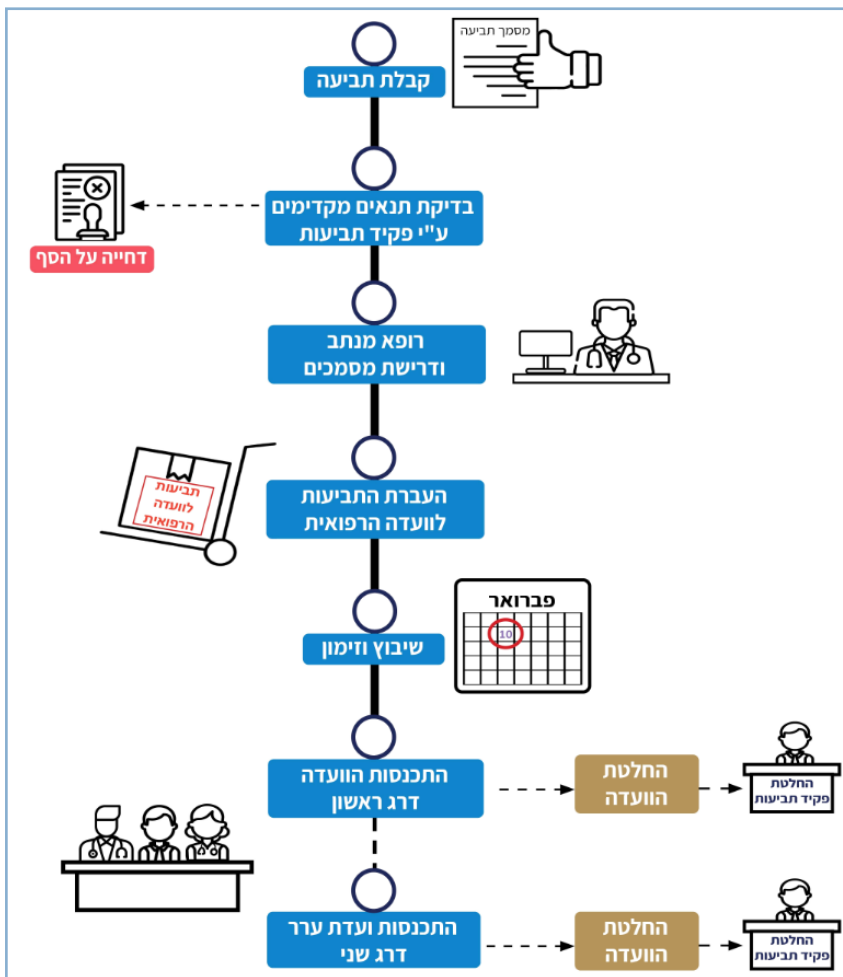 מסמך תביעה
קבלת תביעה
בדיקת תנאים מקדימים
ע"י פקיד תביעות
דחייה על הסף
רופא מנתב
ודרישת מסמכים
תביעות
לוועדה
הרפואית
העברת התביעות
לוועדה הרפואית
פברואר
10
שיבוץ וזימון
התכנסות הוועדה
דרג ראשון
החלטת
הוועדה
החלטת
פקיד תביעות
התכנסות ועדת ערר
דרג שני
החלטת
הוועדה
החלטת
פקיד תביעות